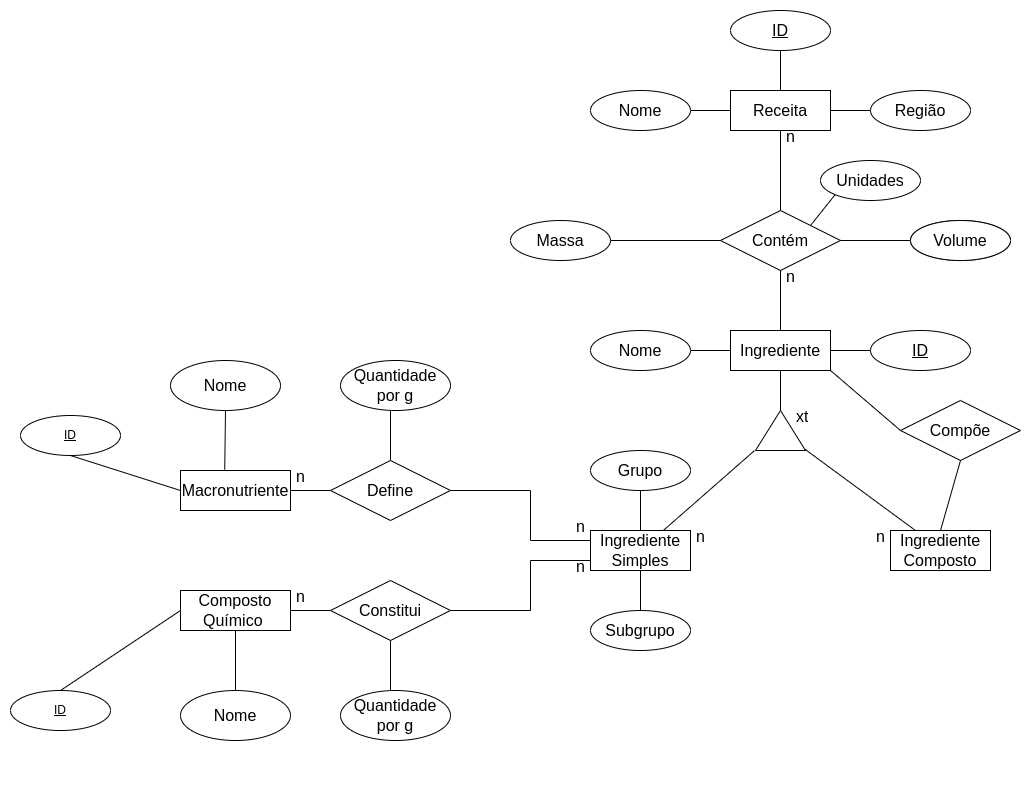 ID
Nome
Receita
Região
n
Unidades
Massa
Contém
Volume
n
Nome
Ingrediente
ID
Nome
Quantidade
por g
xt
Compõe
ID
Grupo
Macronutriente
n
Define
n
Ingrediente
Simples
n
n
n
Ingrediente
Composto
Composto
Químico
n
Constitui
Subgrupo
ID
Nome
Quantidade
por g